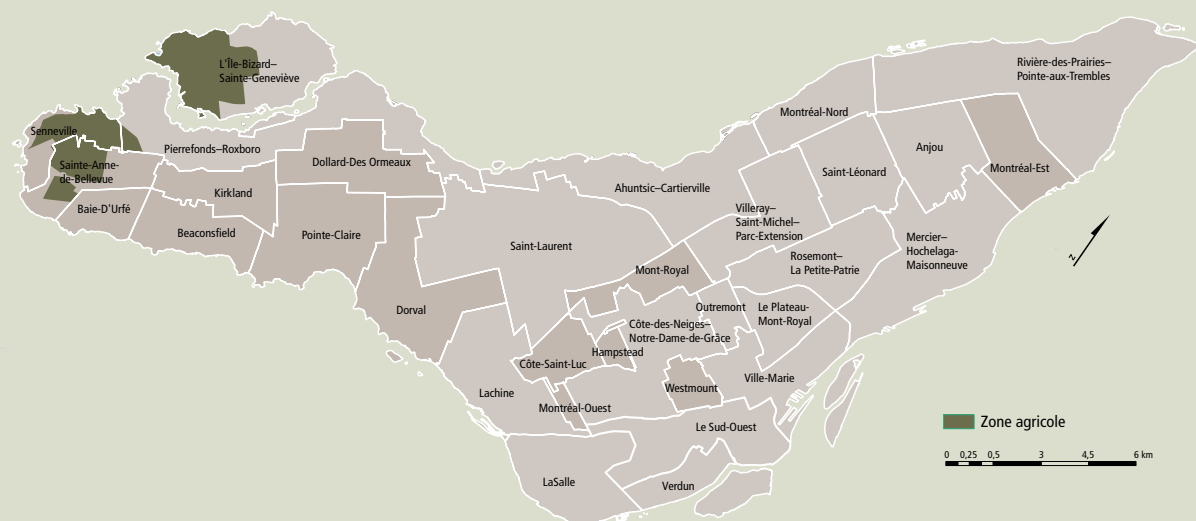 L'Île-Bizard–
Sainte-Geneviève
Rivière-des-Prairies–
Pointe-aux-Trembles
Montréal-Nord
Senneville
Pierrefonds–Roxboro
Anjou
Dollard-Des Ormeaux
Sainte-Anne-
de-Bellevue
Montréal-Est
Saint-Léonard
Kirkland
Ahuntsic–Cartierville
Baie-D'Urfé
Villeray–
Saint-Michel–
Parc-Extension
Beaconsfield
Pointe-Claire
Saint-Laurent
Mercier–
Hochelaga-
Maisonneuve
Rosemont–
La Petite-Patrie
Mont-Royal
N
Dorval
Outremont
Le Plateau-
Mont-Royal
Côte-des-Neiges–
Notre-Dame-de-Grâce
Hampstead
Côte-Saint-Luc
Ville-Marie
Westmount
Lachine
Montréal-Ouest
Le Sud-Ouest
Zone agricole
0 0,25 0,5 3 4,5 6 km
LaSalle
Verdun